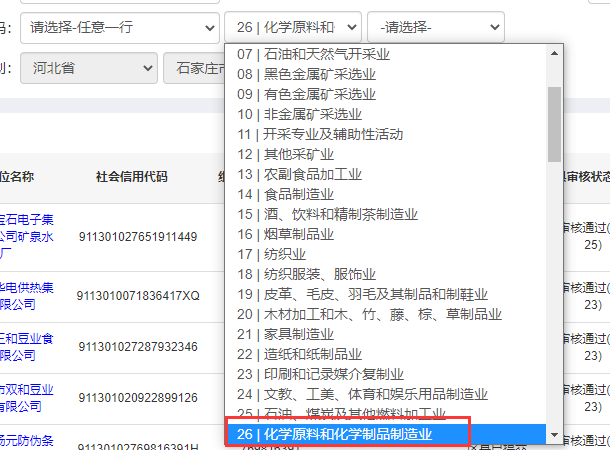 码：
请选择-任意一行
26 | 化学原料和
-请选择-
划：
河北省
石家庄市
07 | 石油和天然气开采业
08 | 黑色金属矿采选业
09 | 有色金属矿采选业
10 | 非金属矿采选业
11 | 开采专业及辅助性活动
12 | 其他采矿业
13 | 农副食品加工业
14 | 食品制造业
15 | 酒、饮料和精制茶制造业
16 | 烟草制品业
17 | 纺织业
18 | 纺织服装、服饰业
19 | 皮革、毛皮、羽毛及其制品和制鞋业
20 | 木材加工和木、竹、藤、棕、草制品业
21 | 家具制造业
22 | 造纸和纸制品业
23 | 印刷和记录媒介复制业
24 | 文教、工美、体育和娱乐用品制造业
25 | 石油、煤炭及其他燃料加工业
26 | 化学原料和化学制品制造业
位名称
社会信用代码
审核状态
宝石电子集
公司矿泉水
厂
911301027651911449
审核通过(
25)
华电供热集
限公司
9113010071836417XQ
审核通过(
23)
王和豆业食
限公司
911301027287932346
审核通过(
23)
市双和豆业
有限公司
911301020922899126
审核通过(
23)
杨元防伪条
91130102769816391H
审核通过(